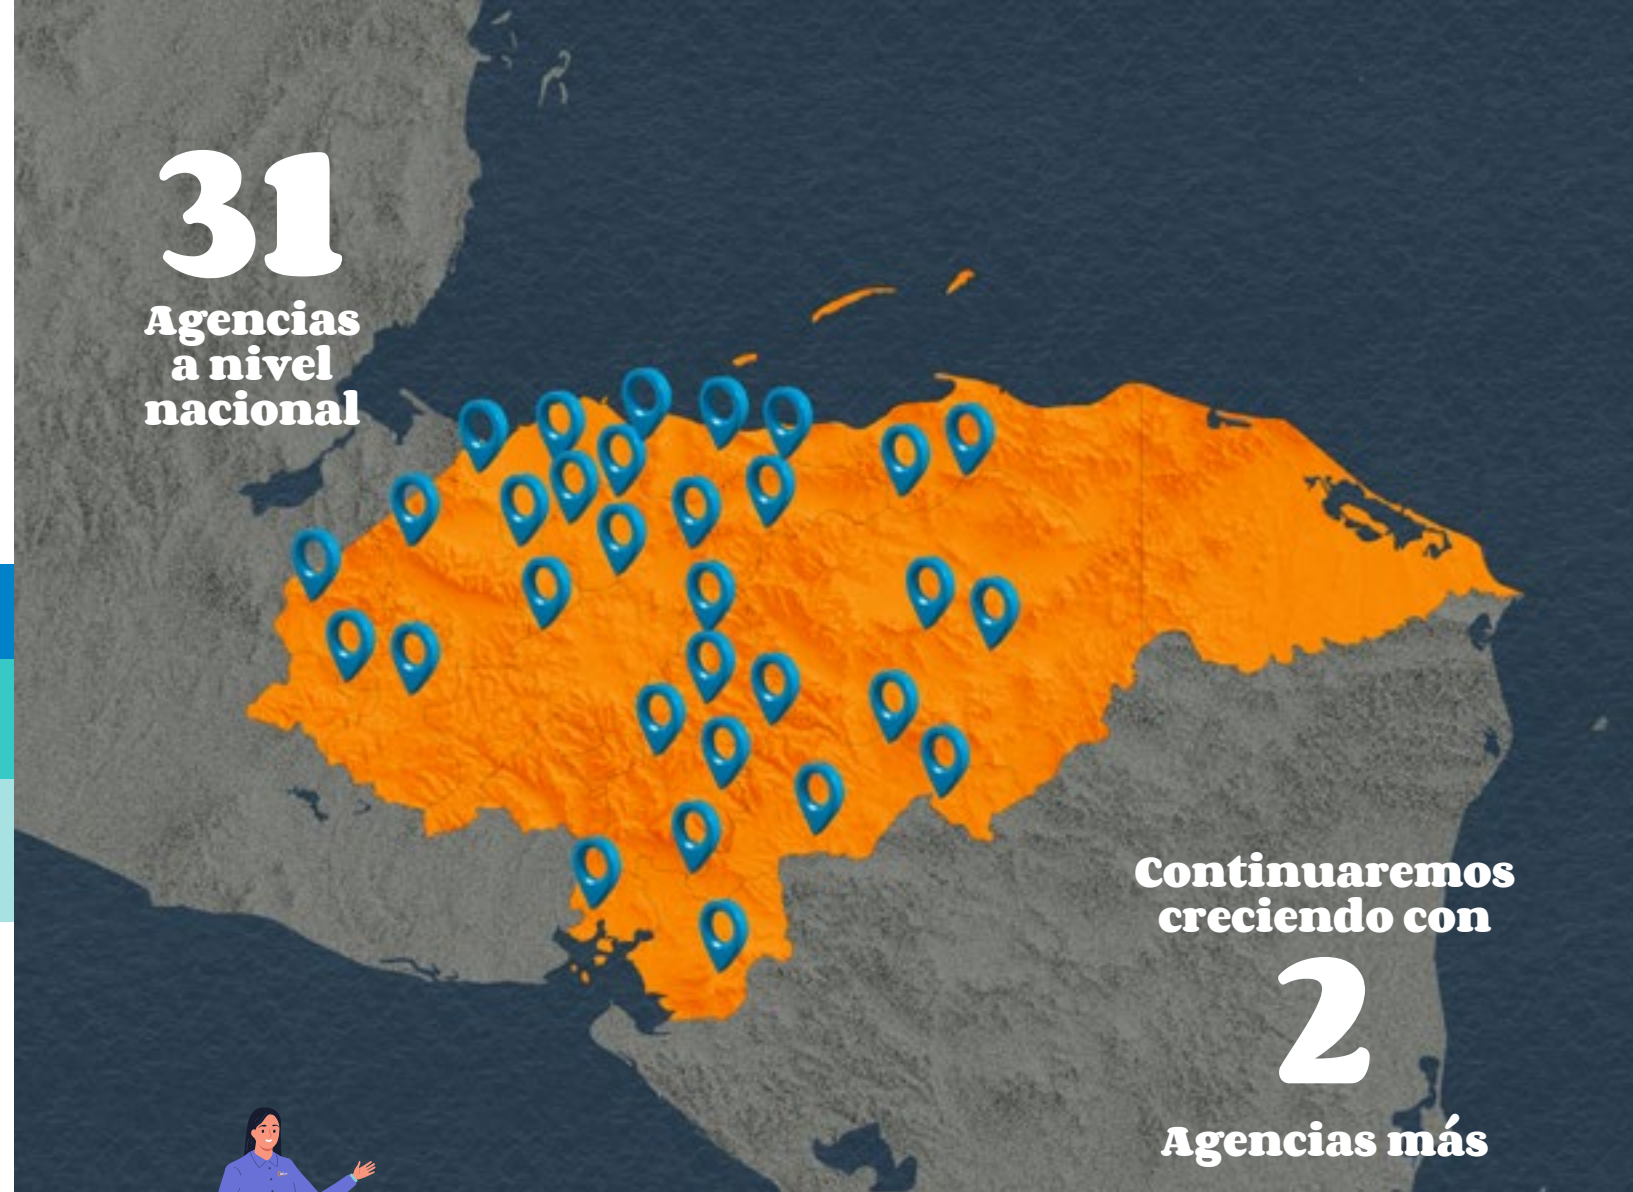 31
Agencias
a nivel
nacional
Continuaremos
creciendo con
2
Agencias más